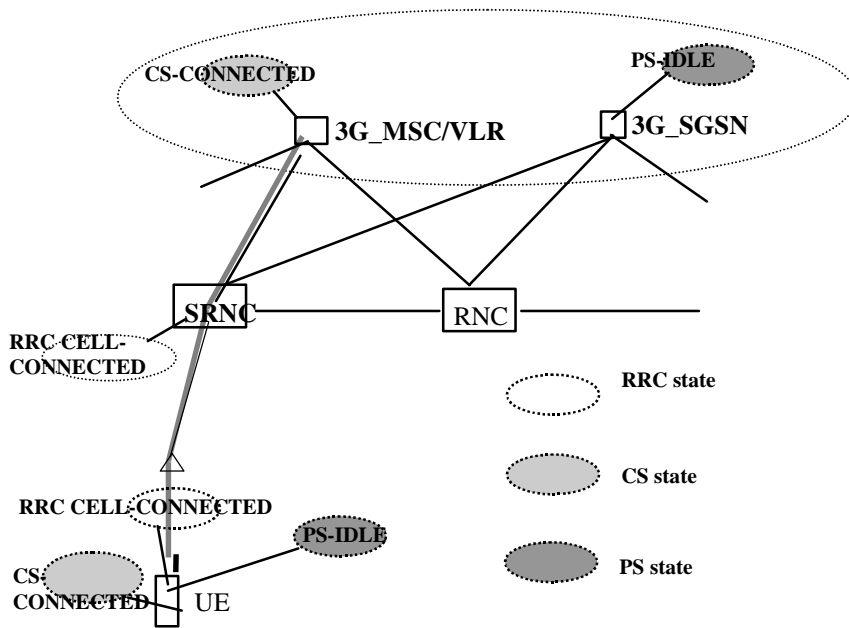 CS-CONNECTED
PS-IDLE
3G_MSC/VLR
3G_SGSN
SRNC
RNC
RRC CELL-
CONNECTED
RRC state
CS state
RRC CELL-CONNECTED
PS-IDLE
PS state
CS-
CONNECTED
UE